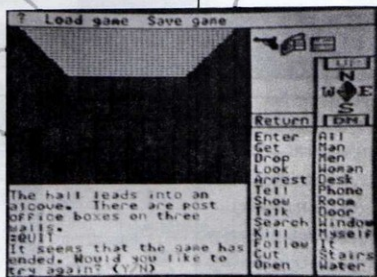 ? Load game Save game
UP
N
W E
S
Return DN
Enter All
Get Man
Drop Men
Look Woman
Arrest Desk
Tell Phone
Show Room
Talk Door
Search Window
Kill Myself
Follow It
Cut Stairs
Open Water
The hall leads into an
alcove. There are post
office boxes on three
walls.
:QUIT
It seems that the game has
ended. Would you like to
try again? (Y/N)